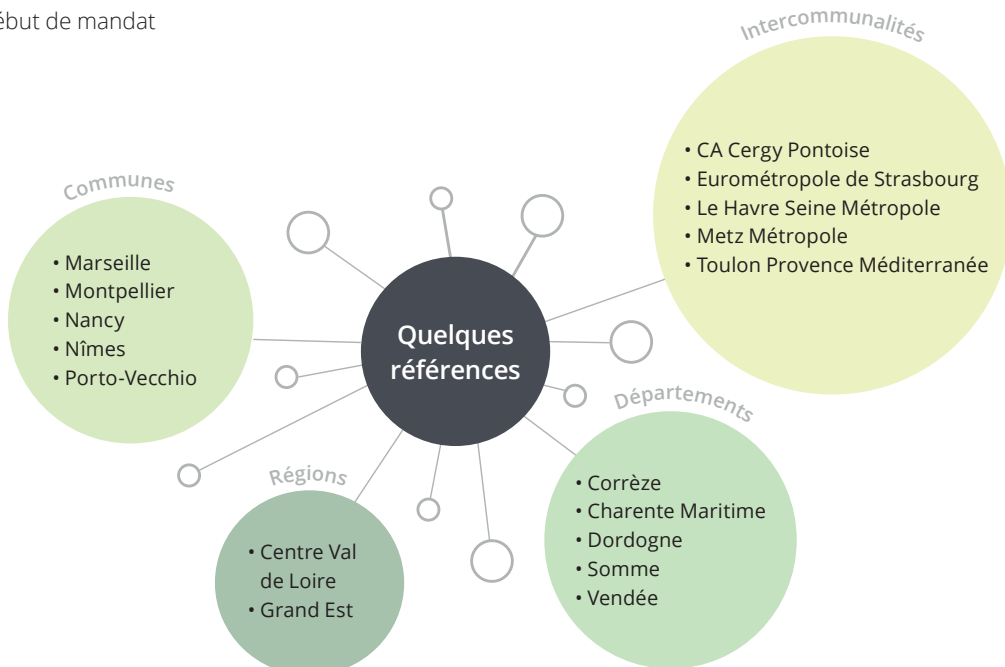 ébut de mandat
Intercommunalités
• CA Cergy Pontoise
• Eurométropole de Strasbourg
• Le Havre Seine Métropole
• Metz Métropole
• Toulon Provence Méditerranée
Communes
• Marseille
• Montpellier
• Nancy
• Nîmes
• Porto-Vecchio
Quelques
références
Départements
• Corrèze
• Charente Maritime
• Dordogne
• Somme
• Vendée
Régions
• Centre Val
de Loire
• Grand Est